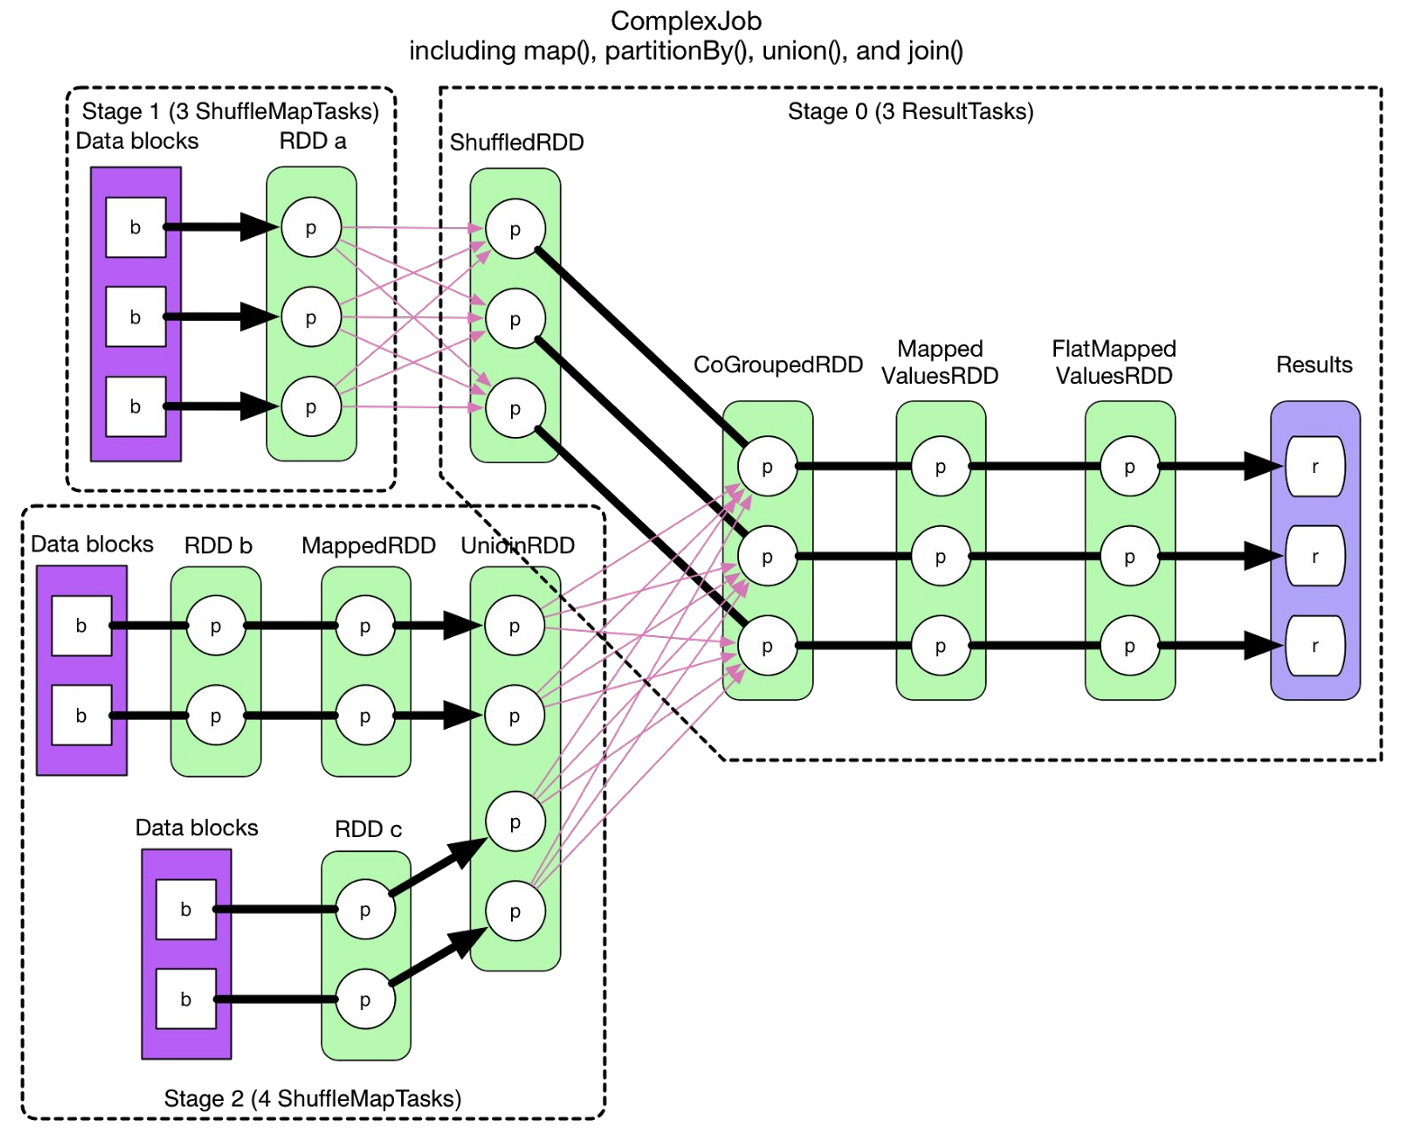 ComplexJob
including map(), partitionBy(), union(), and join()
Stage 1 (3 ShuffleMapTasks)
Data blocks
RDD a
b
p
b
p
b
p
Stage 0 (3 ResultTasks)
ShuffledRDD
p
p
p
CoGroupedRDD
p
p
p
Mapped
ValuesRDD
p
p
p
FlatMapped
ValuesRDD
p
p
p
Results
r
r
r
Data blocks
RDD b
MappedRDD
UnioinRDD
b
p
p
p
b
p
p
p
Data blocks
RDD c
p
b
p
p
b
p
Stage 2 (4 ShuffleMapTasks)